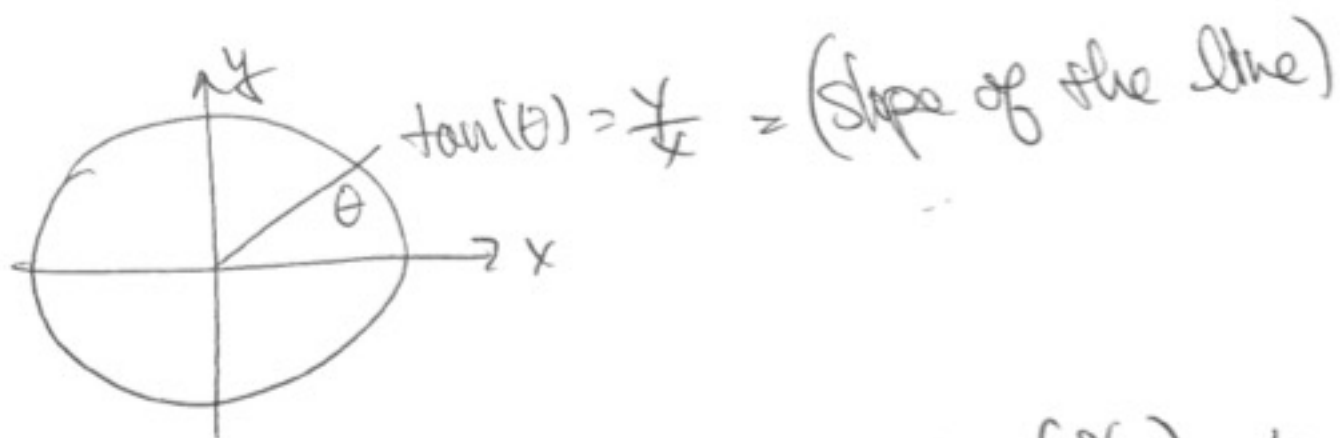 y
tan(θ) = y/x = (slope of the line)
θ
x